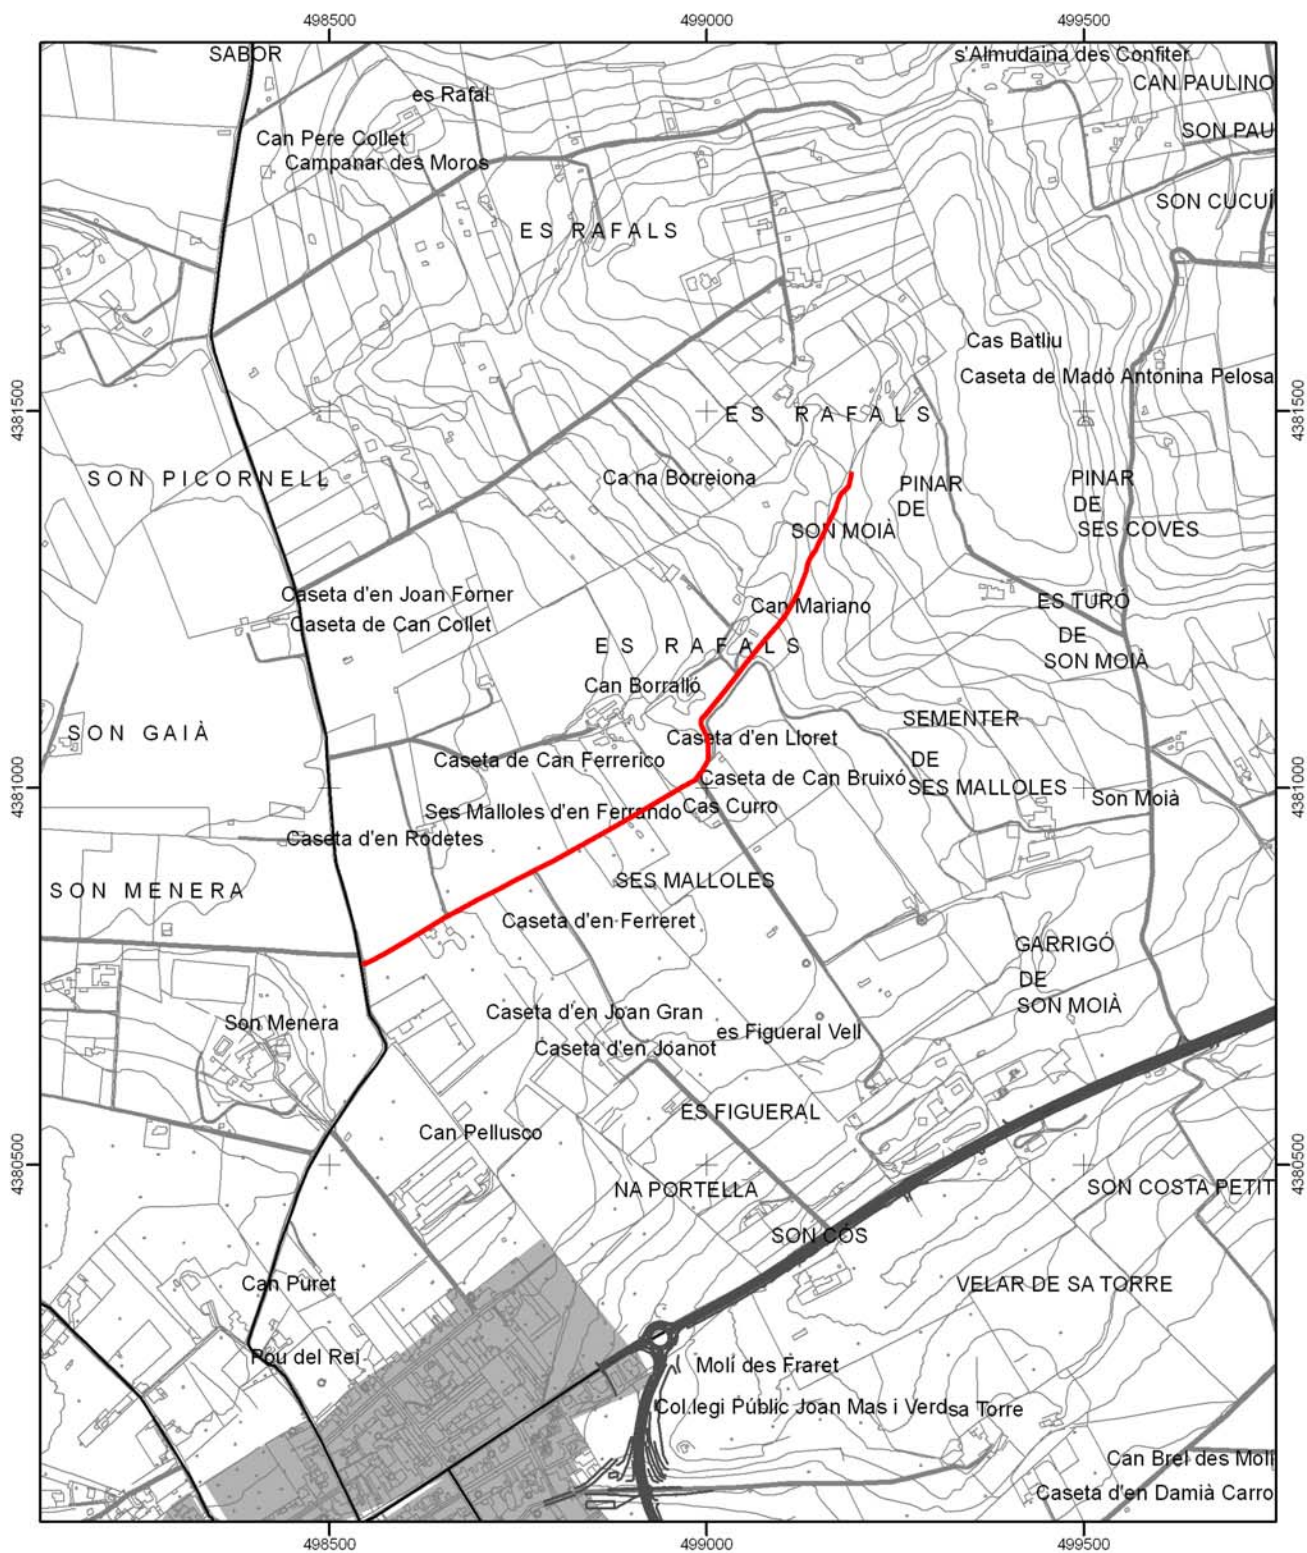 498500
499000
499500
SABOR
s'Almudaina des Confiter
CAN PAULINO
es Rafal
SON PAU
Can Pere Collet
Campanar des Moros
SON CUCUÍ
ES RAFALS
Cas Batliu
Caseta de Madò Antonina Pelosa
4381500
4381500
ES RAFALS
SON PICORNELL
Ca na Borreiona
PINAR
DE
SON MOIÀ
PINAR
DE
SES COVES
Caseta d'en Joan Forner
Can Mariano
ES TURÓ
DE
SON MOIÀ
Caseta de Can Collet
ES RAFALS
Can Borralló
SON GAIÀ
SEMENTER
DE
SES MALLOLES
Caseta d'en Lloret
Caseta de Can Ferrerico
Caseta de Can Bruixó
4381000
4381000
Son Moià
Ses Malloles d'en Ferrando
Cas Curro
Caseta d'en Rodetes
SON MENERA
SES MALLOLES
Caseta d'en Ferreret
GARRIGÓ
DE
SON MOIÀ
Caseta d'en Joan Gran
Son Menera
es Figueral Vell
Caseta d'en Joanot
ES FIGUERAL
Can Pellusco
4380500
4380500
NA PORTELLA
SON COSTA PETIT
SON CÓS
Can Puret
VELAR DE SA TORRE
Pou del Rei
Molí des Fraret
Col.legi Públic Joan Mas i Verd
sa Torre
Can Brel des Molí
Caseta d'en Damià Carro
498500
499000
499500